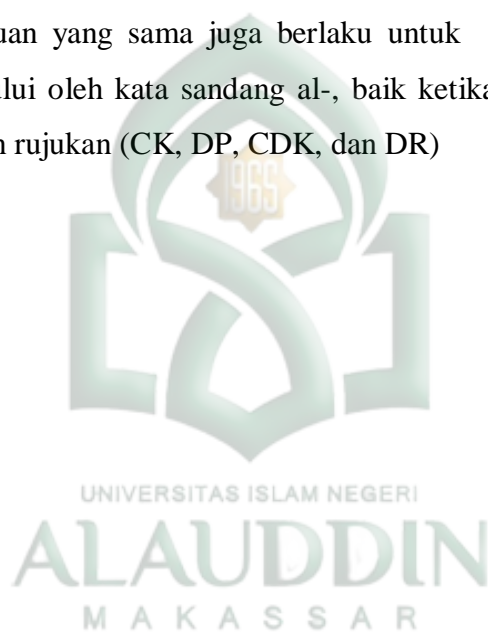 uan yang sama juga berlaku untuk
lui oleh kata sandang al-, baik ketika
n rujukan (CK, DP, CDK, dan DR)
1965
UNIVERSITAS ISLAM NEGERI
ALAUDDIN
MAKASSAR